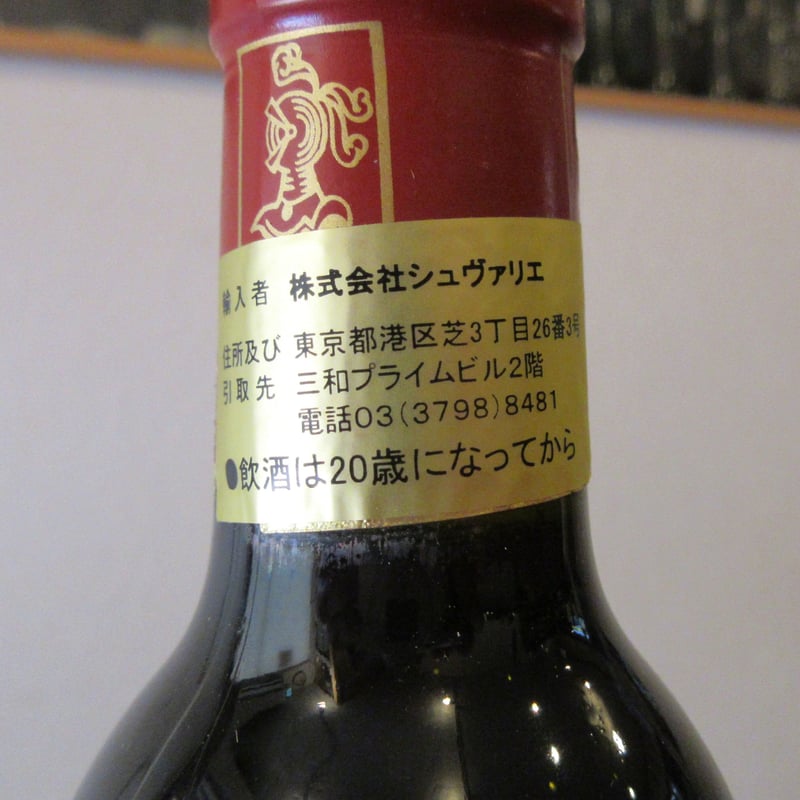 輸入者 株式会社シュヴァリエ
住所及び 東京都港区芝3丁目26番3号
引取先 三和プライムビル2階
電話03(3798)8481
●飲酒は20歳になってから